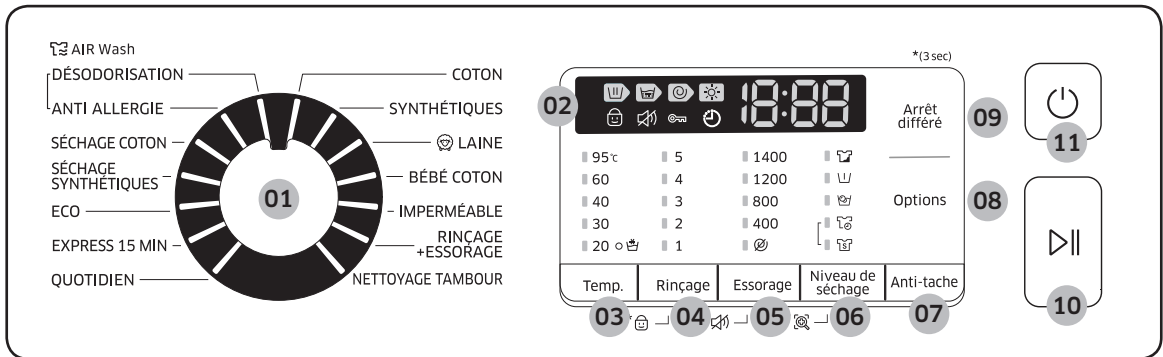 AIR Wash
DÉSODORISATION
ANTI ALLERGIE
SÉCHAGE COTON
SÉCHAGE
SYNTHÉTIQUES
ECO
EXPRESS 15 MIN
QUOTIDIEN
COTON
SYNTHÉTIQUES
LAINE
BÉBÉ COTON
IMPERMÉABLE
RINÇAGE
+ESSORAGE
NETTOYAGE TAMBOUR
01
*(3 sec)
02
18:88
95℃ 5 1400
60 4 1200
40 3 800
30 2 400
20 1
Arrêt
différé
09
Options
08
Temp.
Rinçage
Essorage
Niveau de
séchage
Anti-tache
03
*
04
05
06
07
11
10